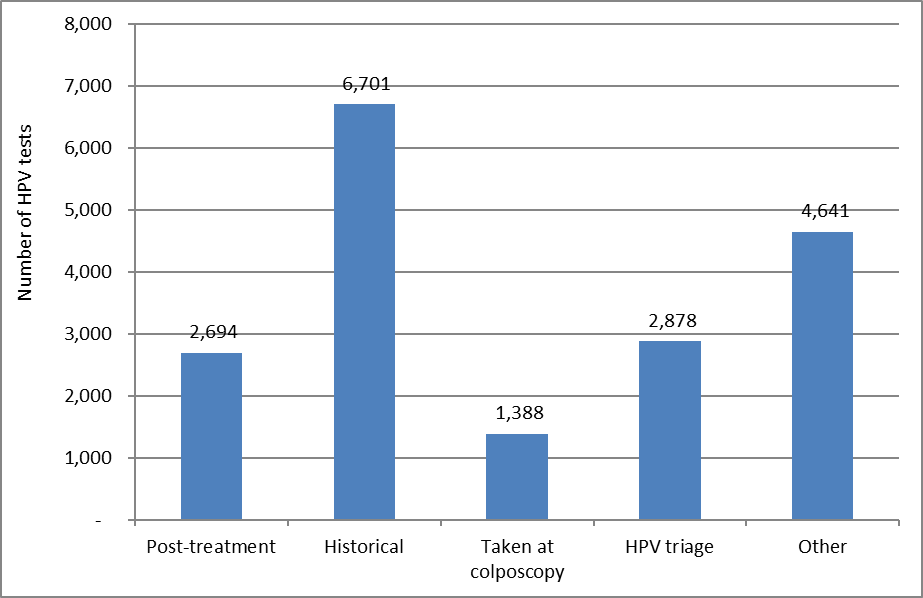 8,000
7,000
6,000
5,000
4,000
3,000
2,000
1,000
-
Number of HPV tests
2,694
6,701
1,388
2,878
4,641
Post-treatment
Historical
Taken at
colposcopy
HPV triage
Other